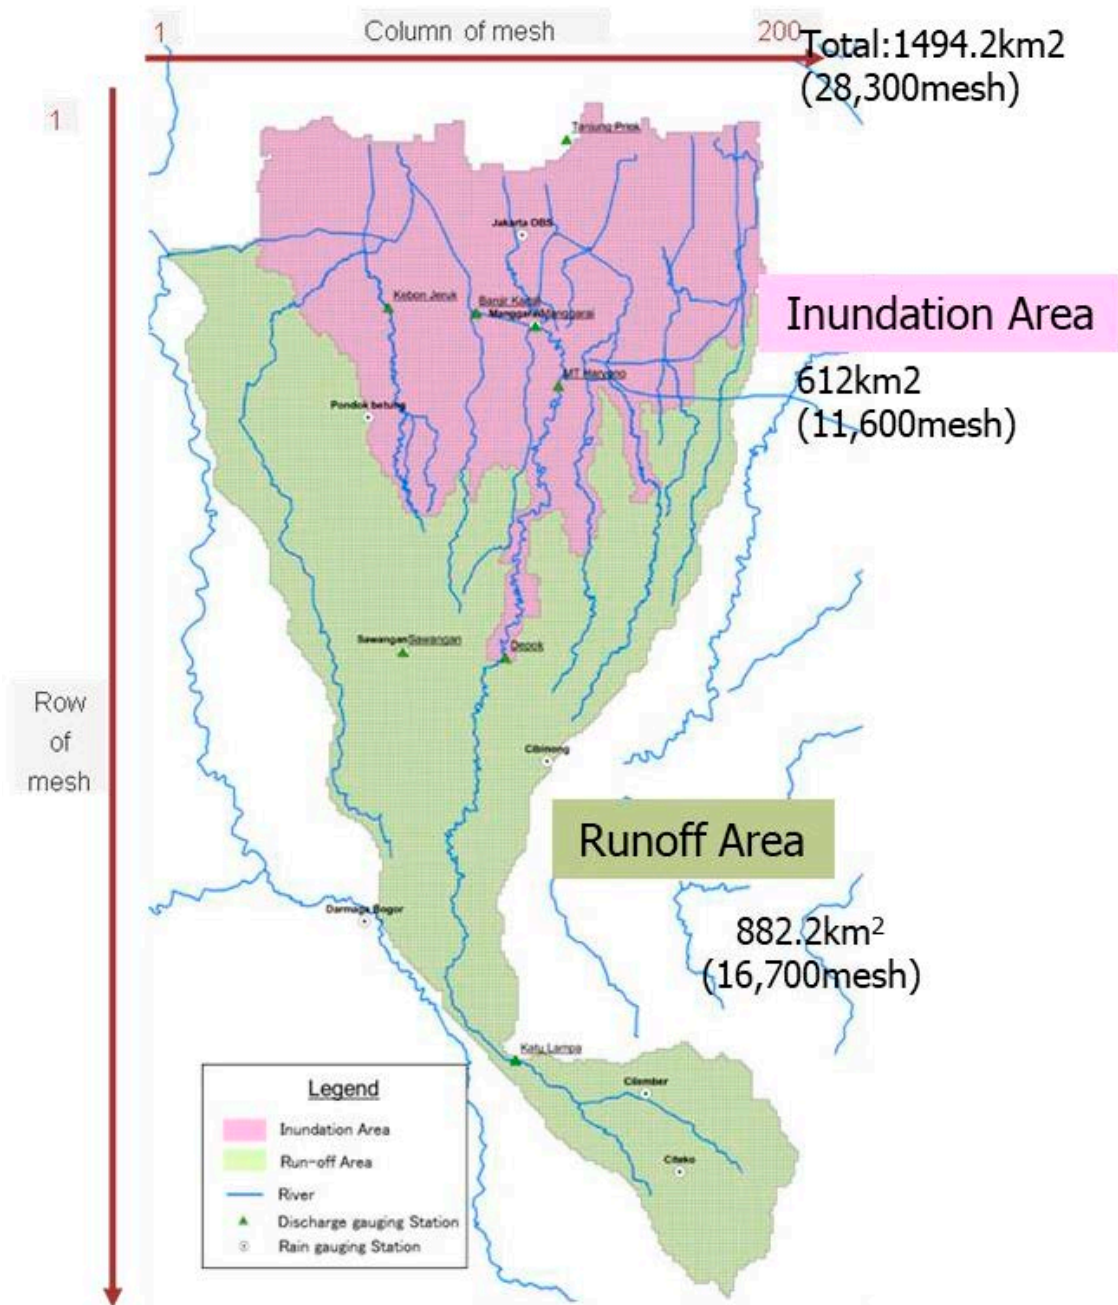 1
Column of mesh
200
Total:1494.2km2
(28,300mesh)
1
Tanjung Priok
Jakarta OBS
Kebon Jeruk
Banjir Kanal
Manggarai
MT Haryono
Pondok betung
Inundation Area
612km2
(11,600mesh)
Sawangan Sawangan
Depok
Row
of
mesh
Cibinong
Runoff Area
Darmaga Bogor
882.2km²
(16,700mesh)
Katu Lampa
Cilember
Citeko
Legend
Inundation Area
Run-off Area
River
Discharge gauging Station
Rain gauging Station